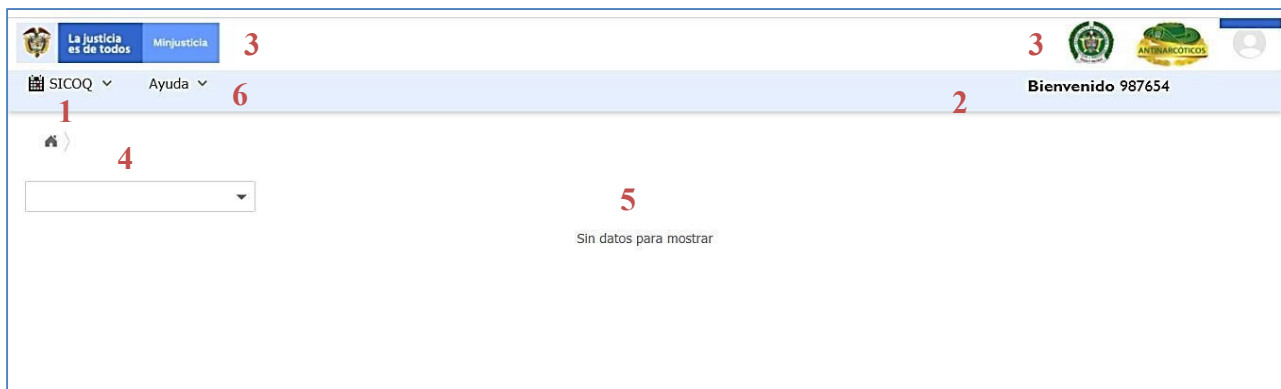 La justicia
es de todos
Minjusticia
3
3
ANTINARCOTICOS
SICOQ
Ayuda
6
2
Bienvenido 987654
1
4
5
Sin datos para mostrar